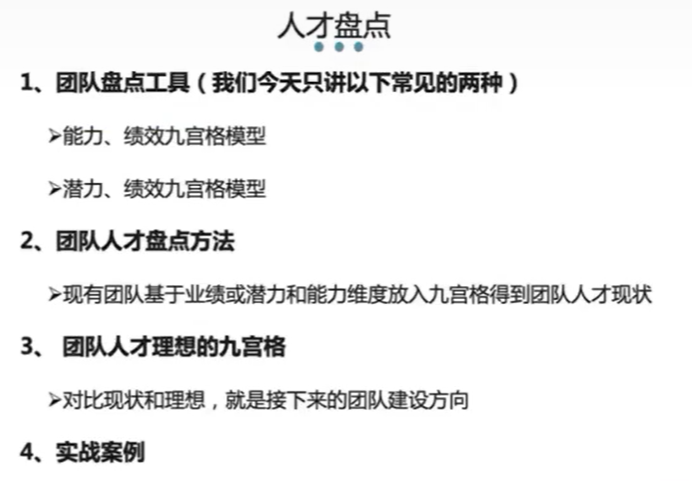 人才盘点
1、团队盘点工具（我们今天只讲以下常见的两种）
➢能力、绩效九宫格模型
➢潜力、绩效九宫格模型
2、团队人才盘点方法
➢现有团队基于业绩或潜力和能力维度放入九宫格得到团队人才现状
3、 团队人才理想的九宫格
➢对比现状和理想，就是接下来的团队建设方向
4、实战案例